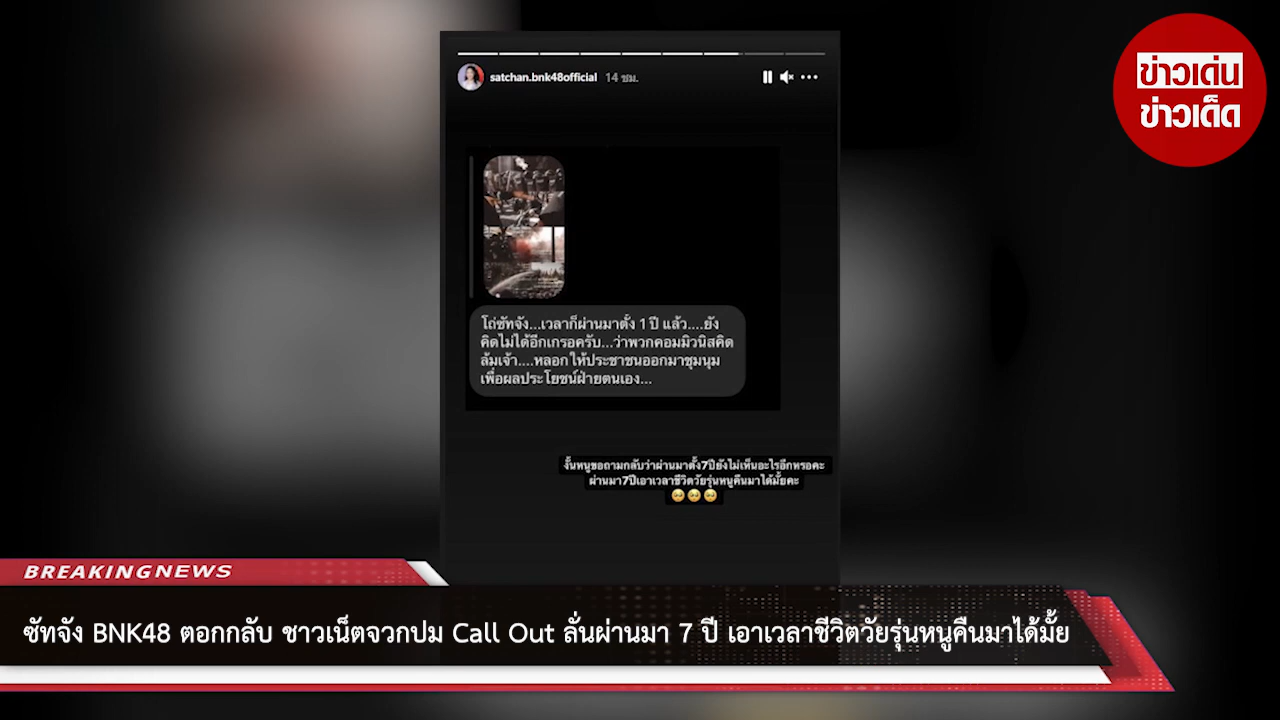 ข่าวเด่น
ข่าวเด็ด
satchan.bnk48official 14 ชม.
โถ่ซัทจัง...เวลาก็ผ่านมาตั้ง 1 ปี แล้ว....ยัง
คิดไม่ได้อีกเกรอครับ...ว่าพวกคอมมิวนิสคิด
ล้มเจ้า....หลอกให้ประชาชนออกมาชุมนุม
เพื่อผลประโยชน์ฝ่ายตนเอง...
งั้นหนูขอถามกลับว่าผ่านมาตั้ง7ปียังไม่เห็นอะไรอีกหรอคะ
ผ่านมา7ปีเอาเวลาชีวิตวัยรุ่นหนูคืนมาได้มั้ยคะ
🥺🥺🥺
BREAKING NEWS
ซัทจัง BNK48 ตอกกลับ ชาวเน็ตจวกปม Call Out ลั่นผ่านมา 7 ปี เอาเวลาชีวิตวัยรุ่นหนูคืนมาได้มั้ย